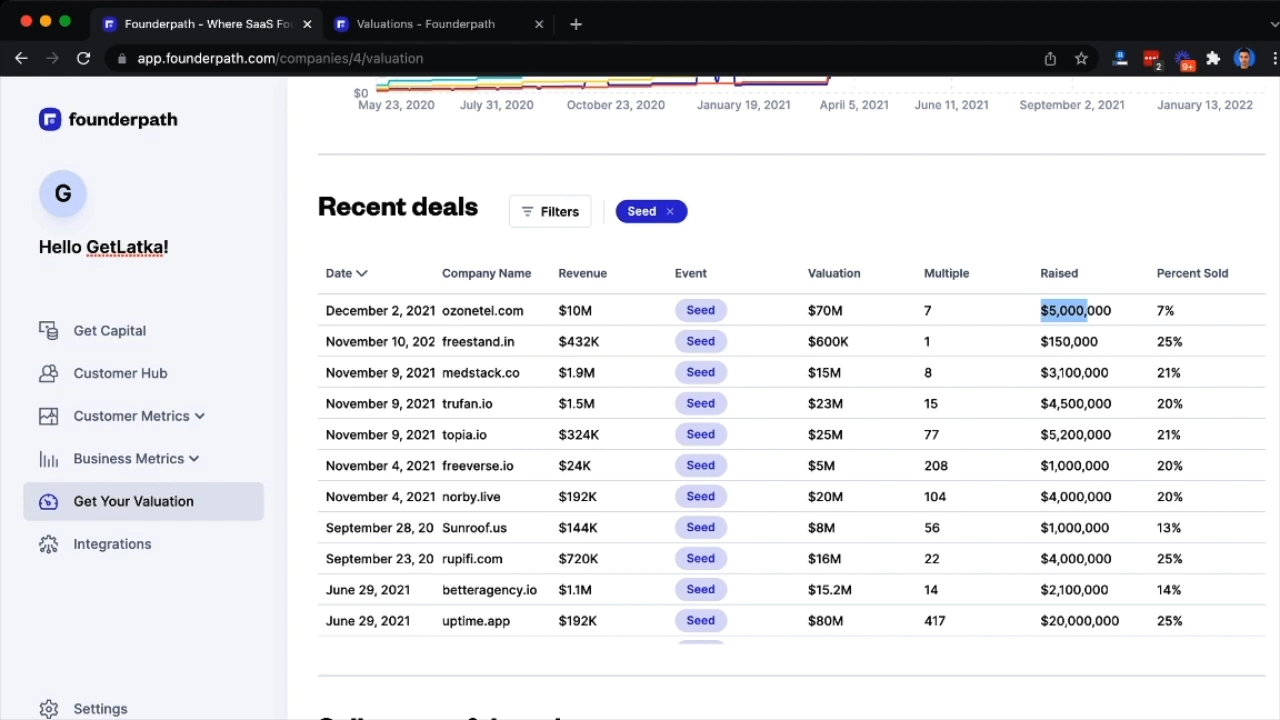 Founderpath - Where SaaS Fo
Valuations - Founderpath
app.founderpath.com/companies/4/valuation
2
9+
founderpath
G
Hello GetLatka!
Get Capital
Customer Hub
Customer Metrics
Business Metrics
Get Your Valuation
Integrations
Settings
$0
May 23, 2020 July 31, 2020 October 23, 2020 January 19, 2021 April 5, 2021 June 11, 2021 September 2, 2021 January 13, 2022
Recent deals Filters Seed ×
Date Company Name Revenue Event Valuation Multiple Raised Percent Sold
December 2, 2021 ozonetel.com $10M Seed $70M 7 $5,000,000 7%
November 10, 202 freestand.in $432K Seed $600K 1 $150,000 25%
November 9, 2021 medstack.co $1.9M Seed $15M 8 $3,100,000 21%
November 9, 2021 trufan.io $1.5M Seed $23M 15 $4,500,000 20%
November 9, 2021 topia.io $324K Seed $25M 77 $5,200,000 21%
November 4, 2021 freeverse.io $24K Seed $5M 208 $1,000,000 20%
November 4, 2021 norby.live $192K Seed $20M 104 $4,000,000 20%
September 28, 20 Sunroof.us $144K Seed $8M 56 $1,000,000 13%
September 23, 20 rupifi.com $720K Seed $16M 22 $4,000,000 25%
June 29, 2021 betteragency.io $1.1M Seed $15.2M 14 $2,100,000 14%
June 29, 2021 uptime.app $192K Seed $80M 417 $20,000,000 25%